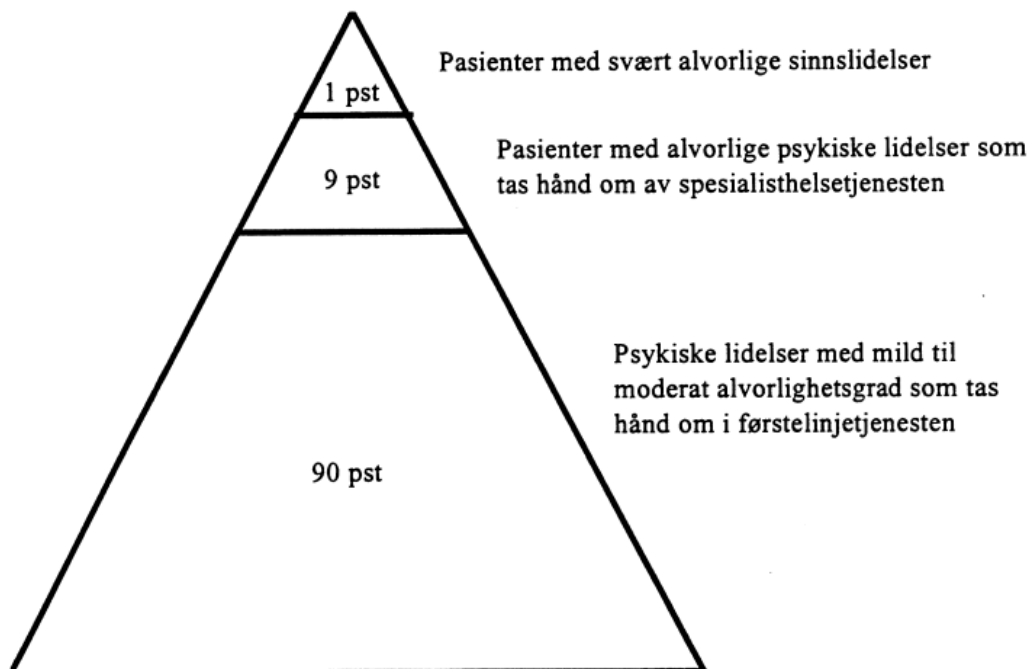 Pasienter med svært alvorlige sinnslidelser
1 pst
Pasienter med alvorlige psykiske lidelser som
tas hånd om av spesialisthelsetjenesten
9 pst
Psykiske lidelser med mild til
moderat alvorlighetsgrad som tas
hånd om i førstelinjetjenesten
90 pst